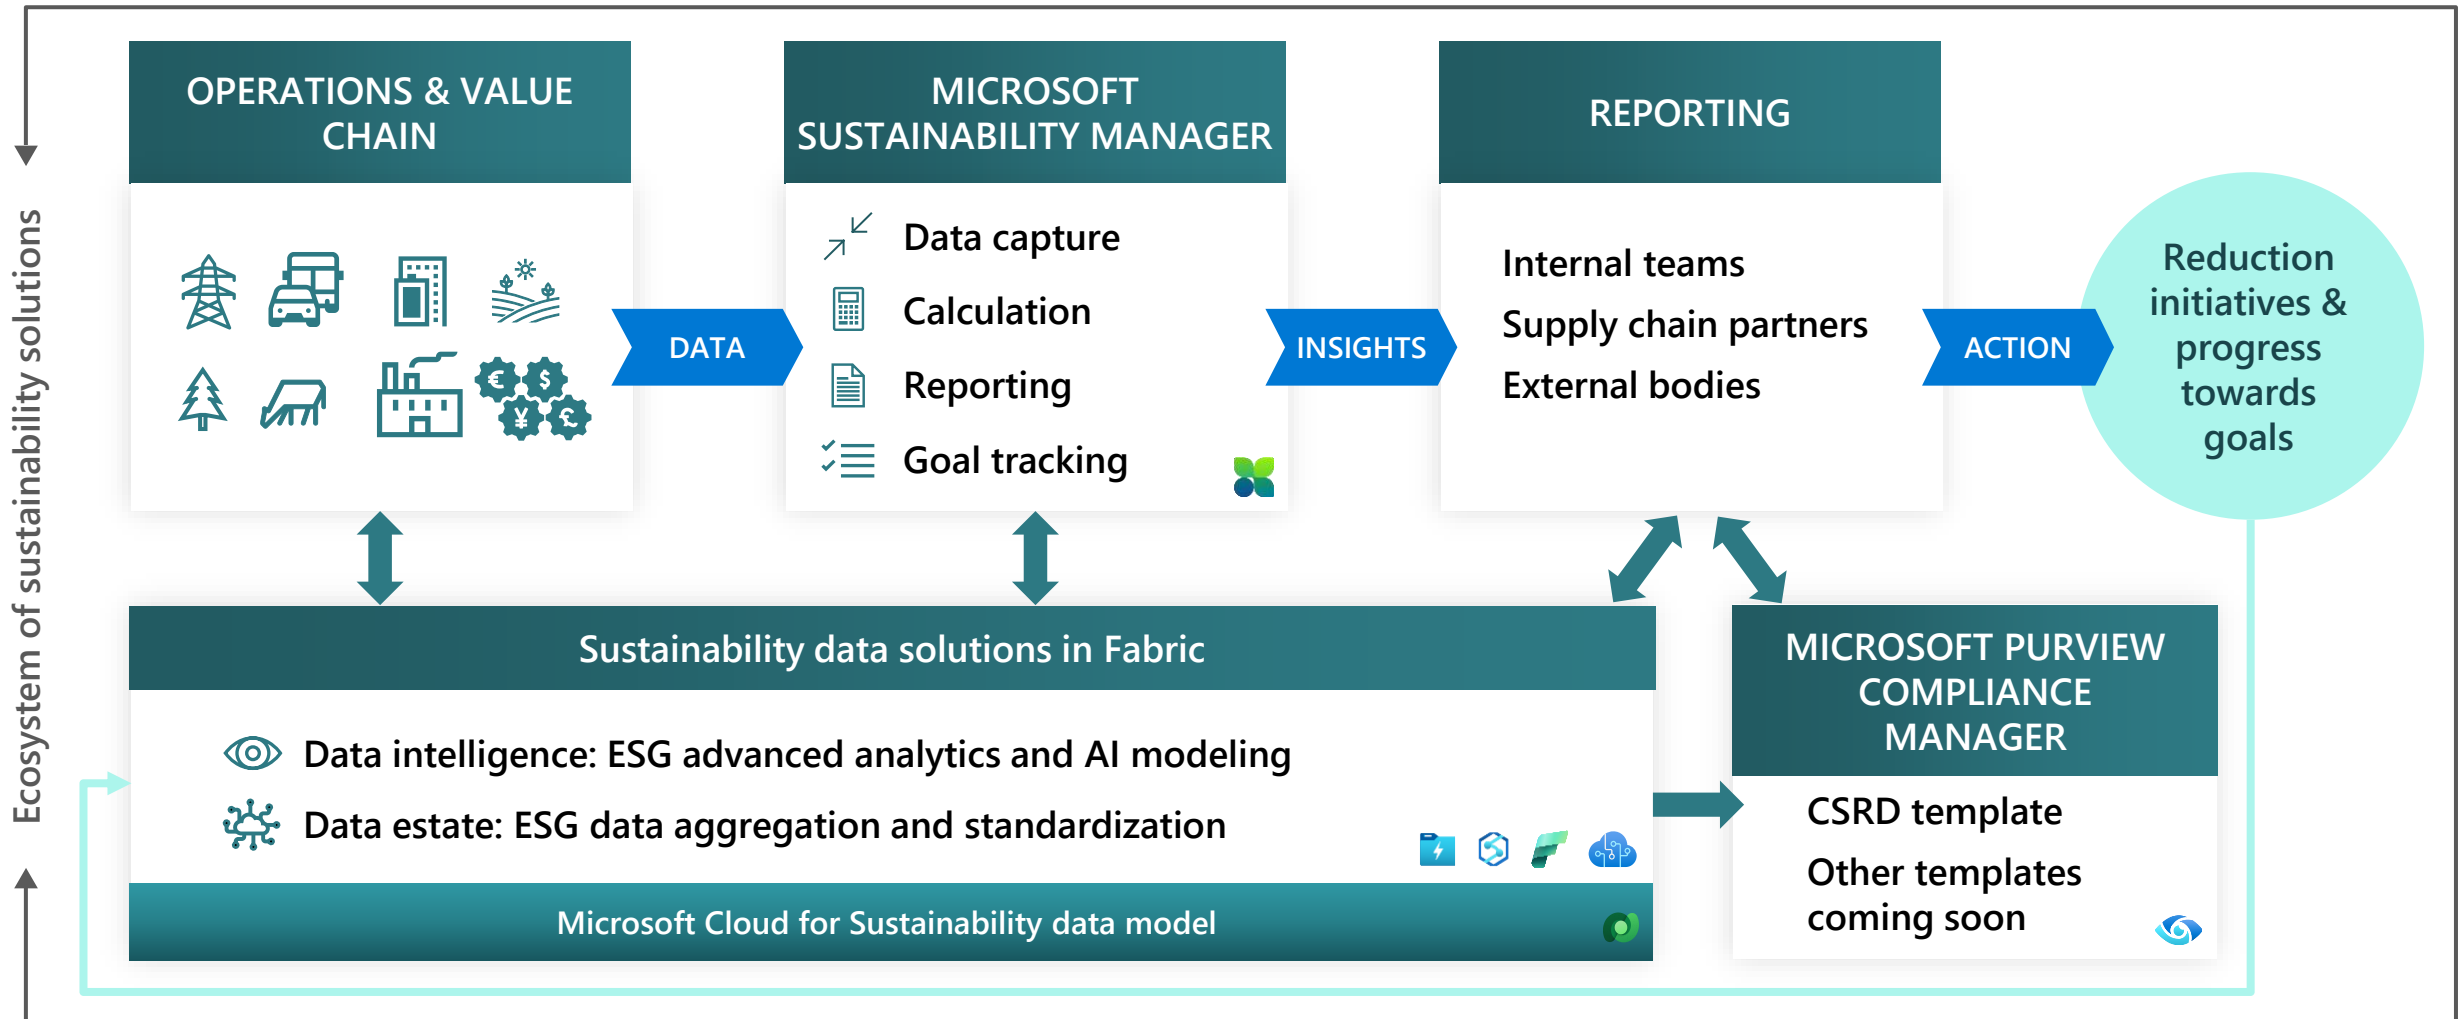 Ecosystem of sustainability solutions
OPERATIONS & VALUE
CHAIN
DATA
MICROSOFT
SUSTAINABILITY MANAGER
Data capture
Calculation
Reporting
Goal tracking
INSIGHTS
REPORTING
Internal teams
Supply chain partners
External bodies
ACTION
Reduction
initiatives &
progress
towards
goals
Sustainability data solutions in Fabric
Data intelligence: ESG advanced analytics and AI modeling
Data estate: ESG data aggregation and standardization
Microsoft Cloud for Sustainability data model
MICROSOFT PURVIEW
COMPLIANCE
MANAGER
CSRD template
Other templates
coming soon